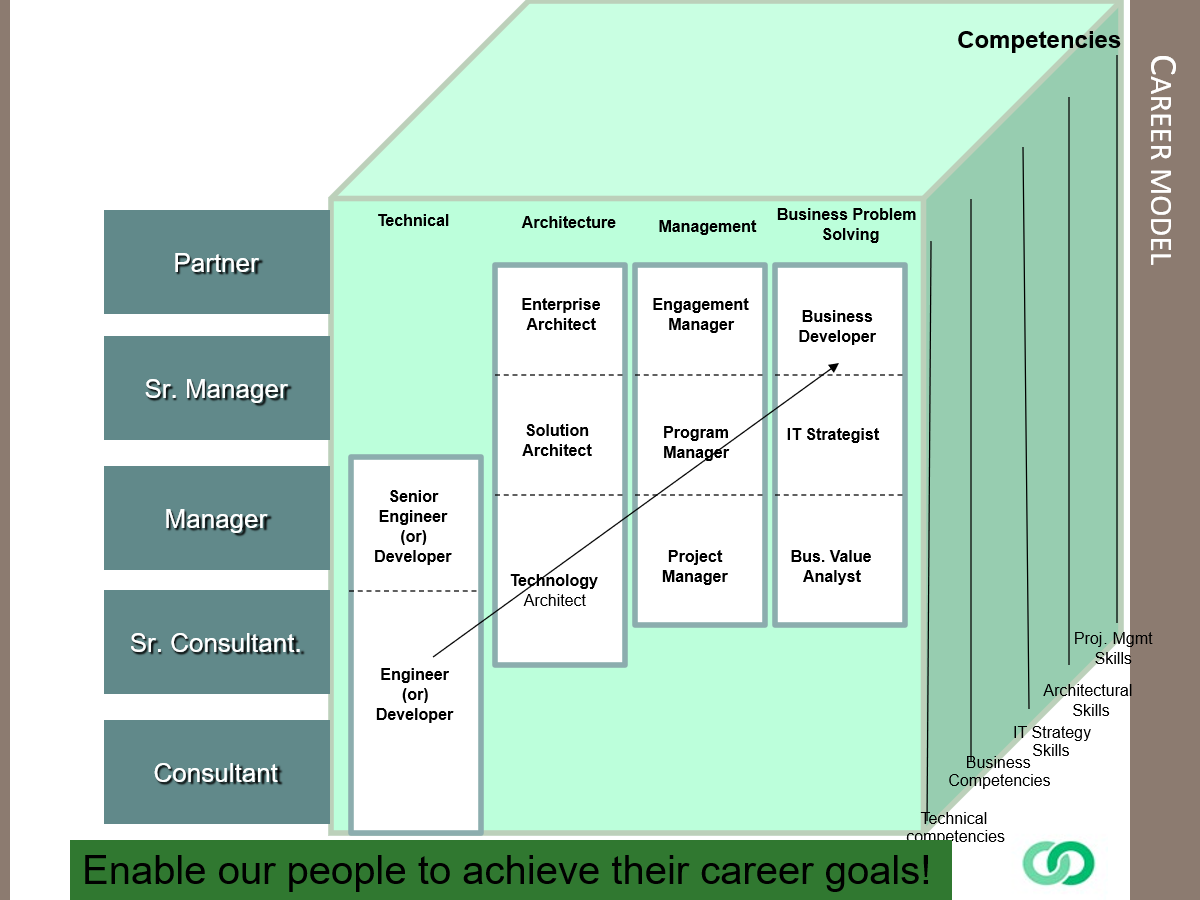 CAREER MODEL
Competencies
Technical
Architecture
Management
Business Problem
Solving
Partner
Sr. Manager
Manager
Sr. Consultant.
Consultant
Senior
Engineer
(or)
Developer
Engineer
(or)
Developer
Enterprise
Architect
Solution
Architect
Technology
Architect
Engagement
Manager
Program
Manager
Project
Manager
Business
Developer
IT Strategist
Bus. Value
Analyst
Proj. Mgmt
Skills
Architectural
Skills
IT Strategy
Skills
Business
Competencies
Technical
competencies
Enable our people to achieve their career goals!